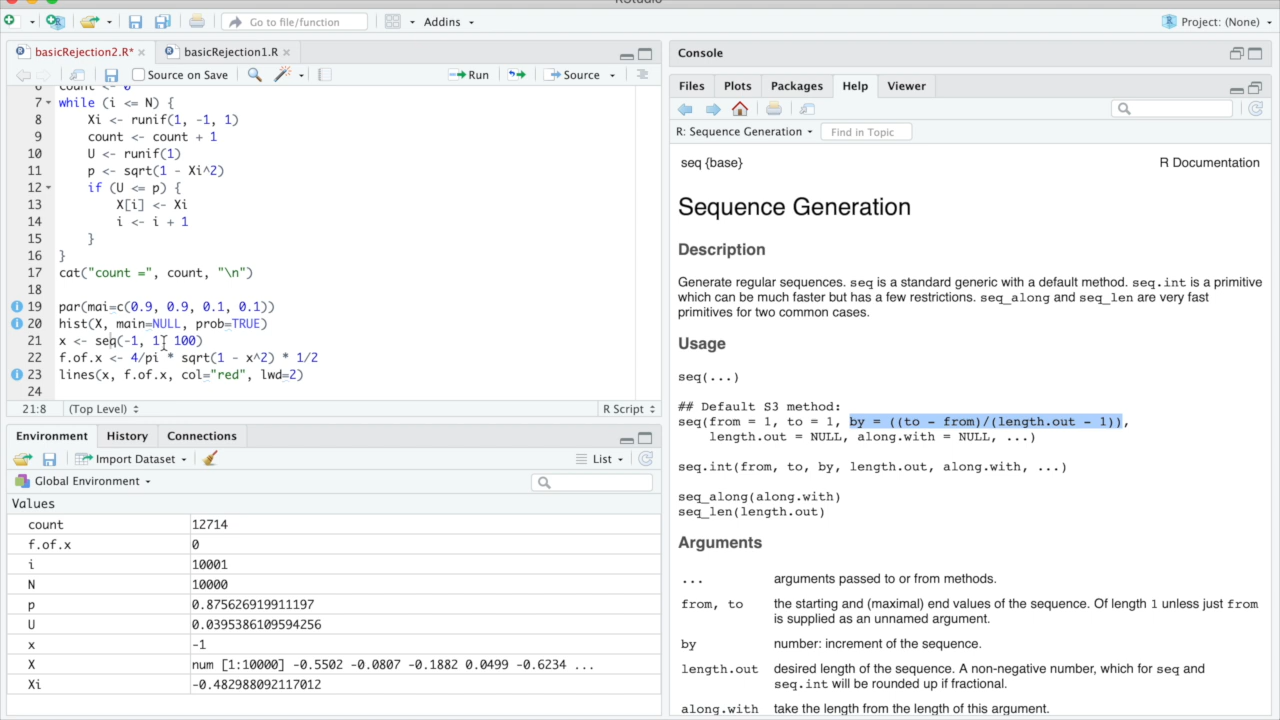 RStudio
Go to file/function
Addins
Project: (None)
basicRejection2.R*
basicRejection1.R
Source on Save
Run
Source
6 count <- 0
7 while (i <= N) {
8 Xi <- runif(1, -1, 1)
9 count <- count + 1
10 U <- runif(1)
11 p <- sqrt(1 - Xi^2)
12 if (U <= p) {
13 X[i] <- Xi
14 i <- i + 1
15 }
16 }
17 cat("count =", count, "\n")
18
19 par(mai=c(0.9, 0.9, 0.1, 0.1))
20 hist(X, main=NULL, prob=TRUE)
21 x <- seq(-1, 1, 100)
22 f.of.x <- 4/pi * sqrt(1 - x^2) * 1/2
23 lines(x, f.of.x, col="red", lwd=2)
24
21:8 (Top Level) R Script
Environment History Connections
Import Dataset List
Global Environment
Values
count 12714
f.of.x 0
i 10001
N 10000
p 0.875626919911197
U 0.0395386109594256
x -1
X num [1:10000] -0.5502 -0.0807 -0.1882 0.0499 -0.6234 ...
Xi -0.482988092117012
Console
Files Plots Packages Help Viewer
R: Sequence Generation Find in Topic
seq {base} R Documentation
Sequence Generation
Description
Generate regular sequences. seq is a standard generic with a default method. seq.int is a primitive
which can be much faster but has a few restrictions. seq_along and seq_len are very fast
primitives for two common cases.
Usage
seq(...)
## Default S3 method:
seq(from = 1, to = 1, by = ((to - from)/(length.out - 1)),
length.out = NULL, along.with = NULL, ...)
seq.int(from, to, by, length.out, along.with, ...)
seq_along(along.with)
seq_len(length.out)
Arguments
... arguments passed to or from methods.
from, to the starting and (maximal) end values of the sequence. Of length 1 unless just from
is supplied as an unnamed argument.
by number: increment of the sequence.
length.out desired length of the sequence. A non-negative number, which for seq and
seq.int will be rounded up if fractional.
along.with take the length from the length of this argument.